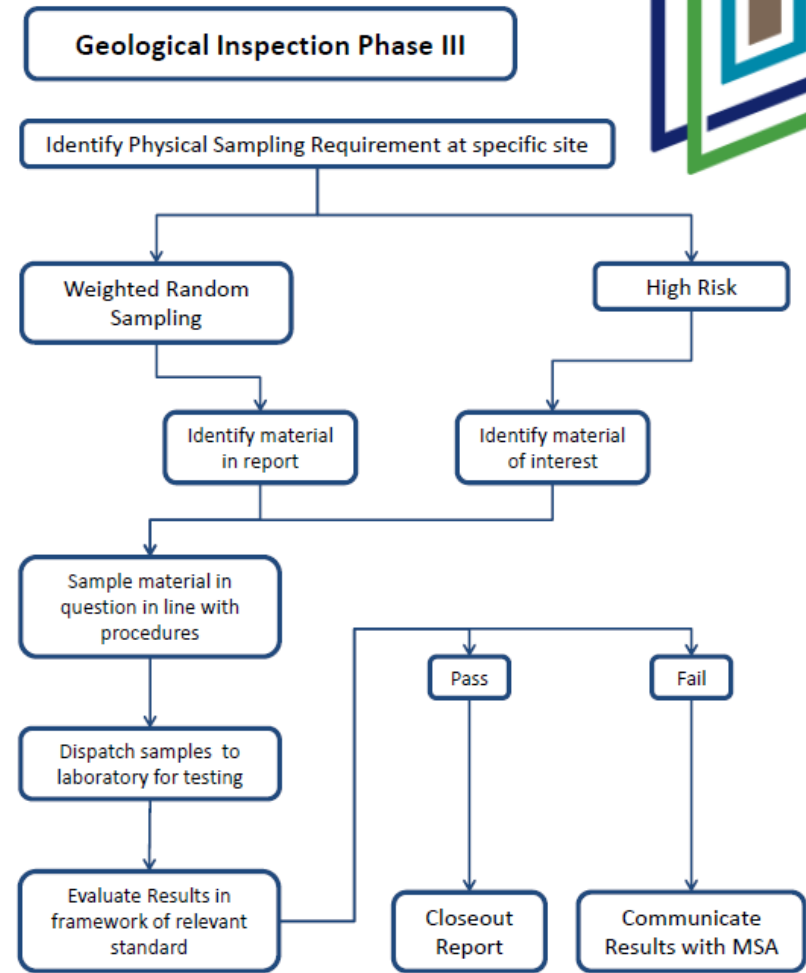 Geological Inspection Phase III
Identify Physical Sampling Requirement at specific site
Weighted Random
Sampling
High Risk
Identify material
in report
Identify material
of interest
Sample material in
question in line with
procedures
Pass
Fail
Dispatch samples to
laboratory for testing
Evaluate Results in
framework of relevant
standard
Closeout
Report
Communicate
Results with MSA